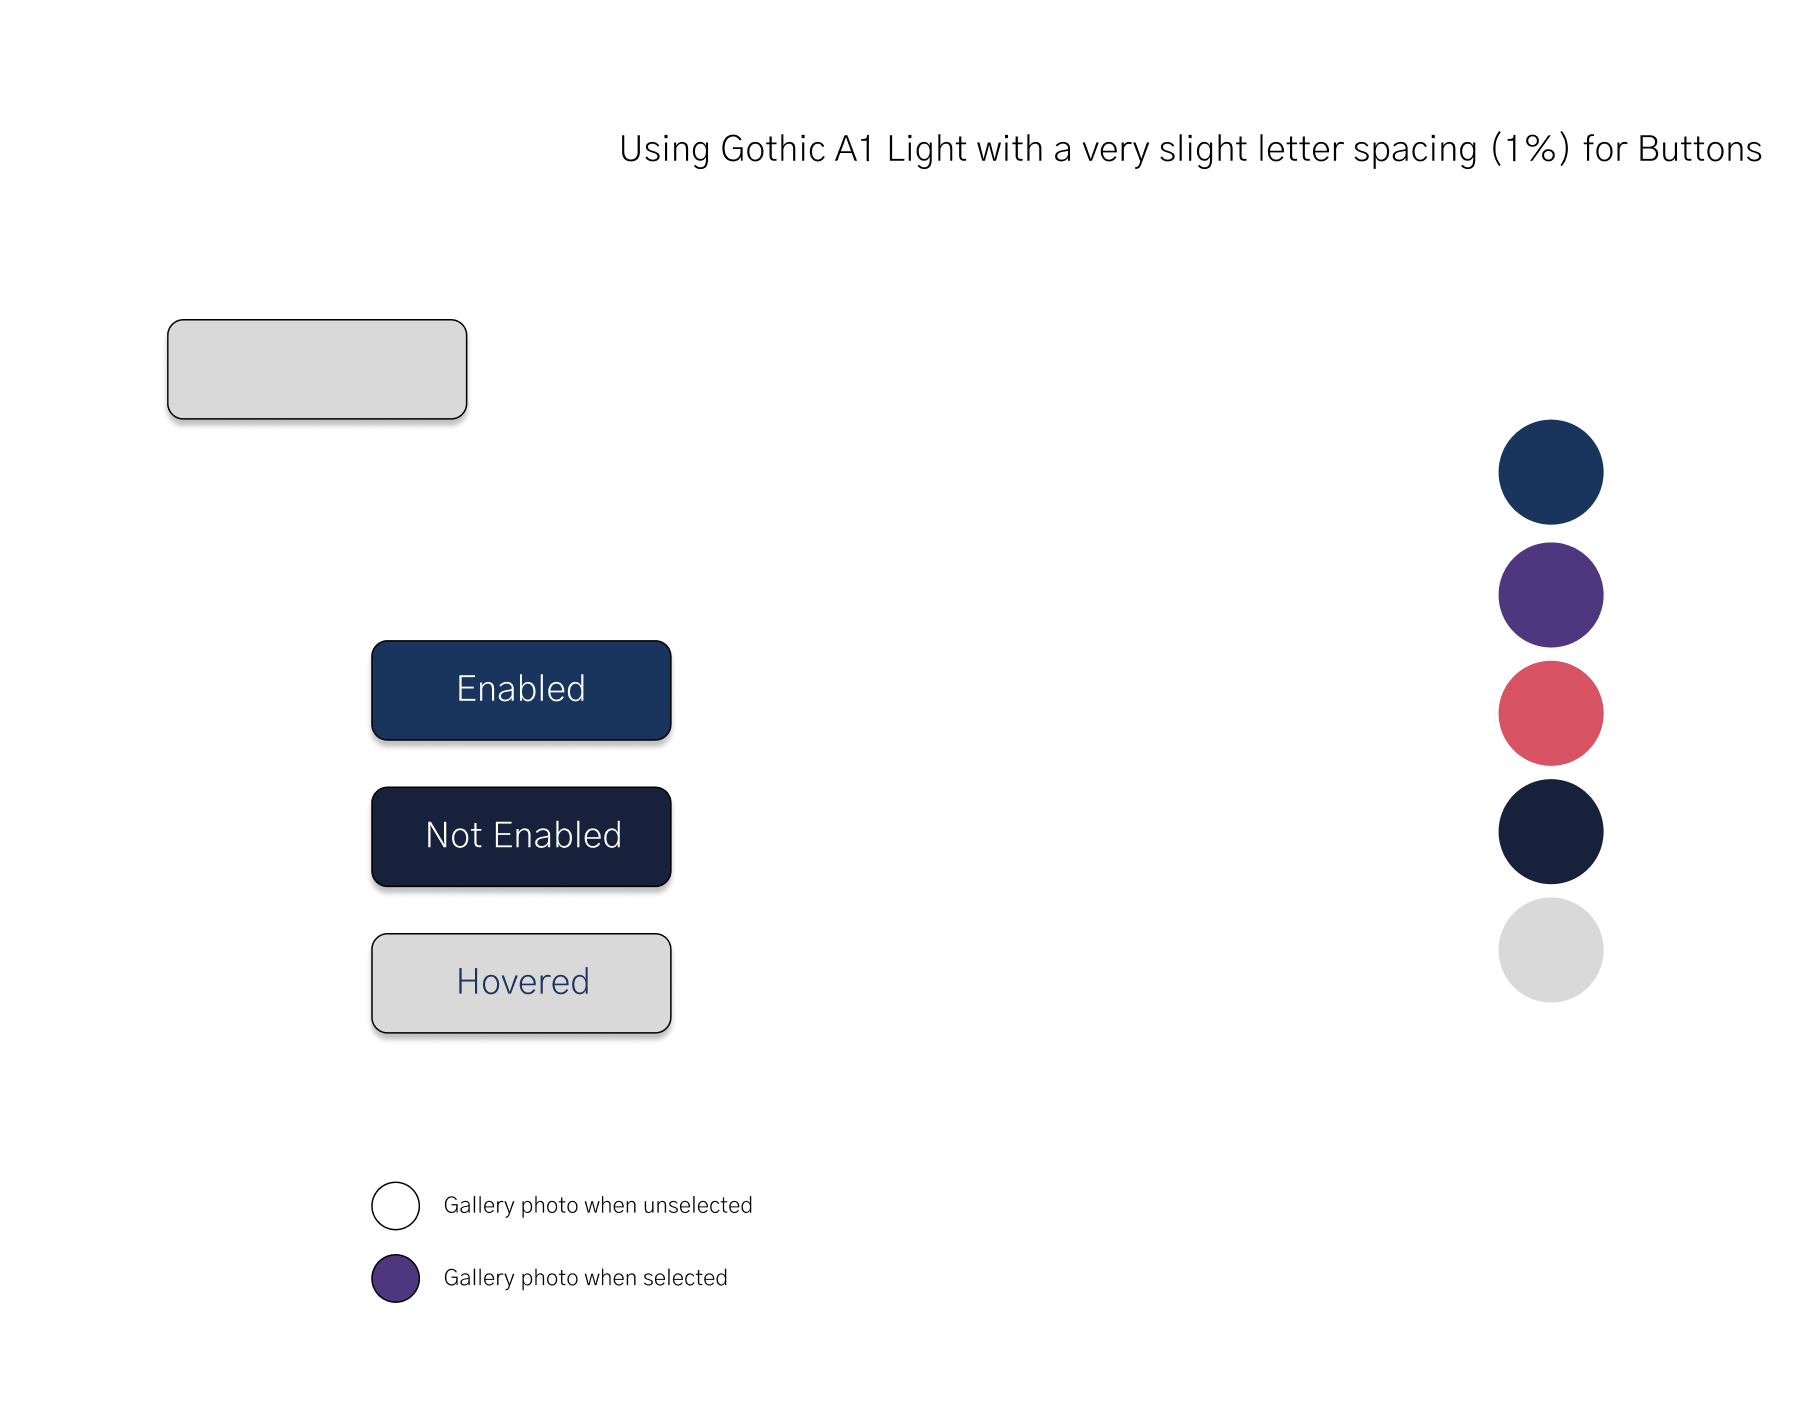 Using Gothic A1 Light with a very slight letter spacing (1%) for Buttons
Enabled
Not Enabled
Hovered
Gallery photo when unselected
Gallery photo when selected